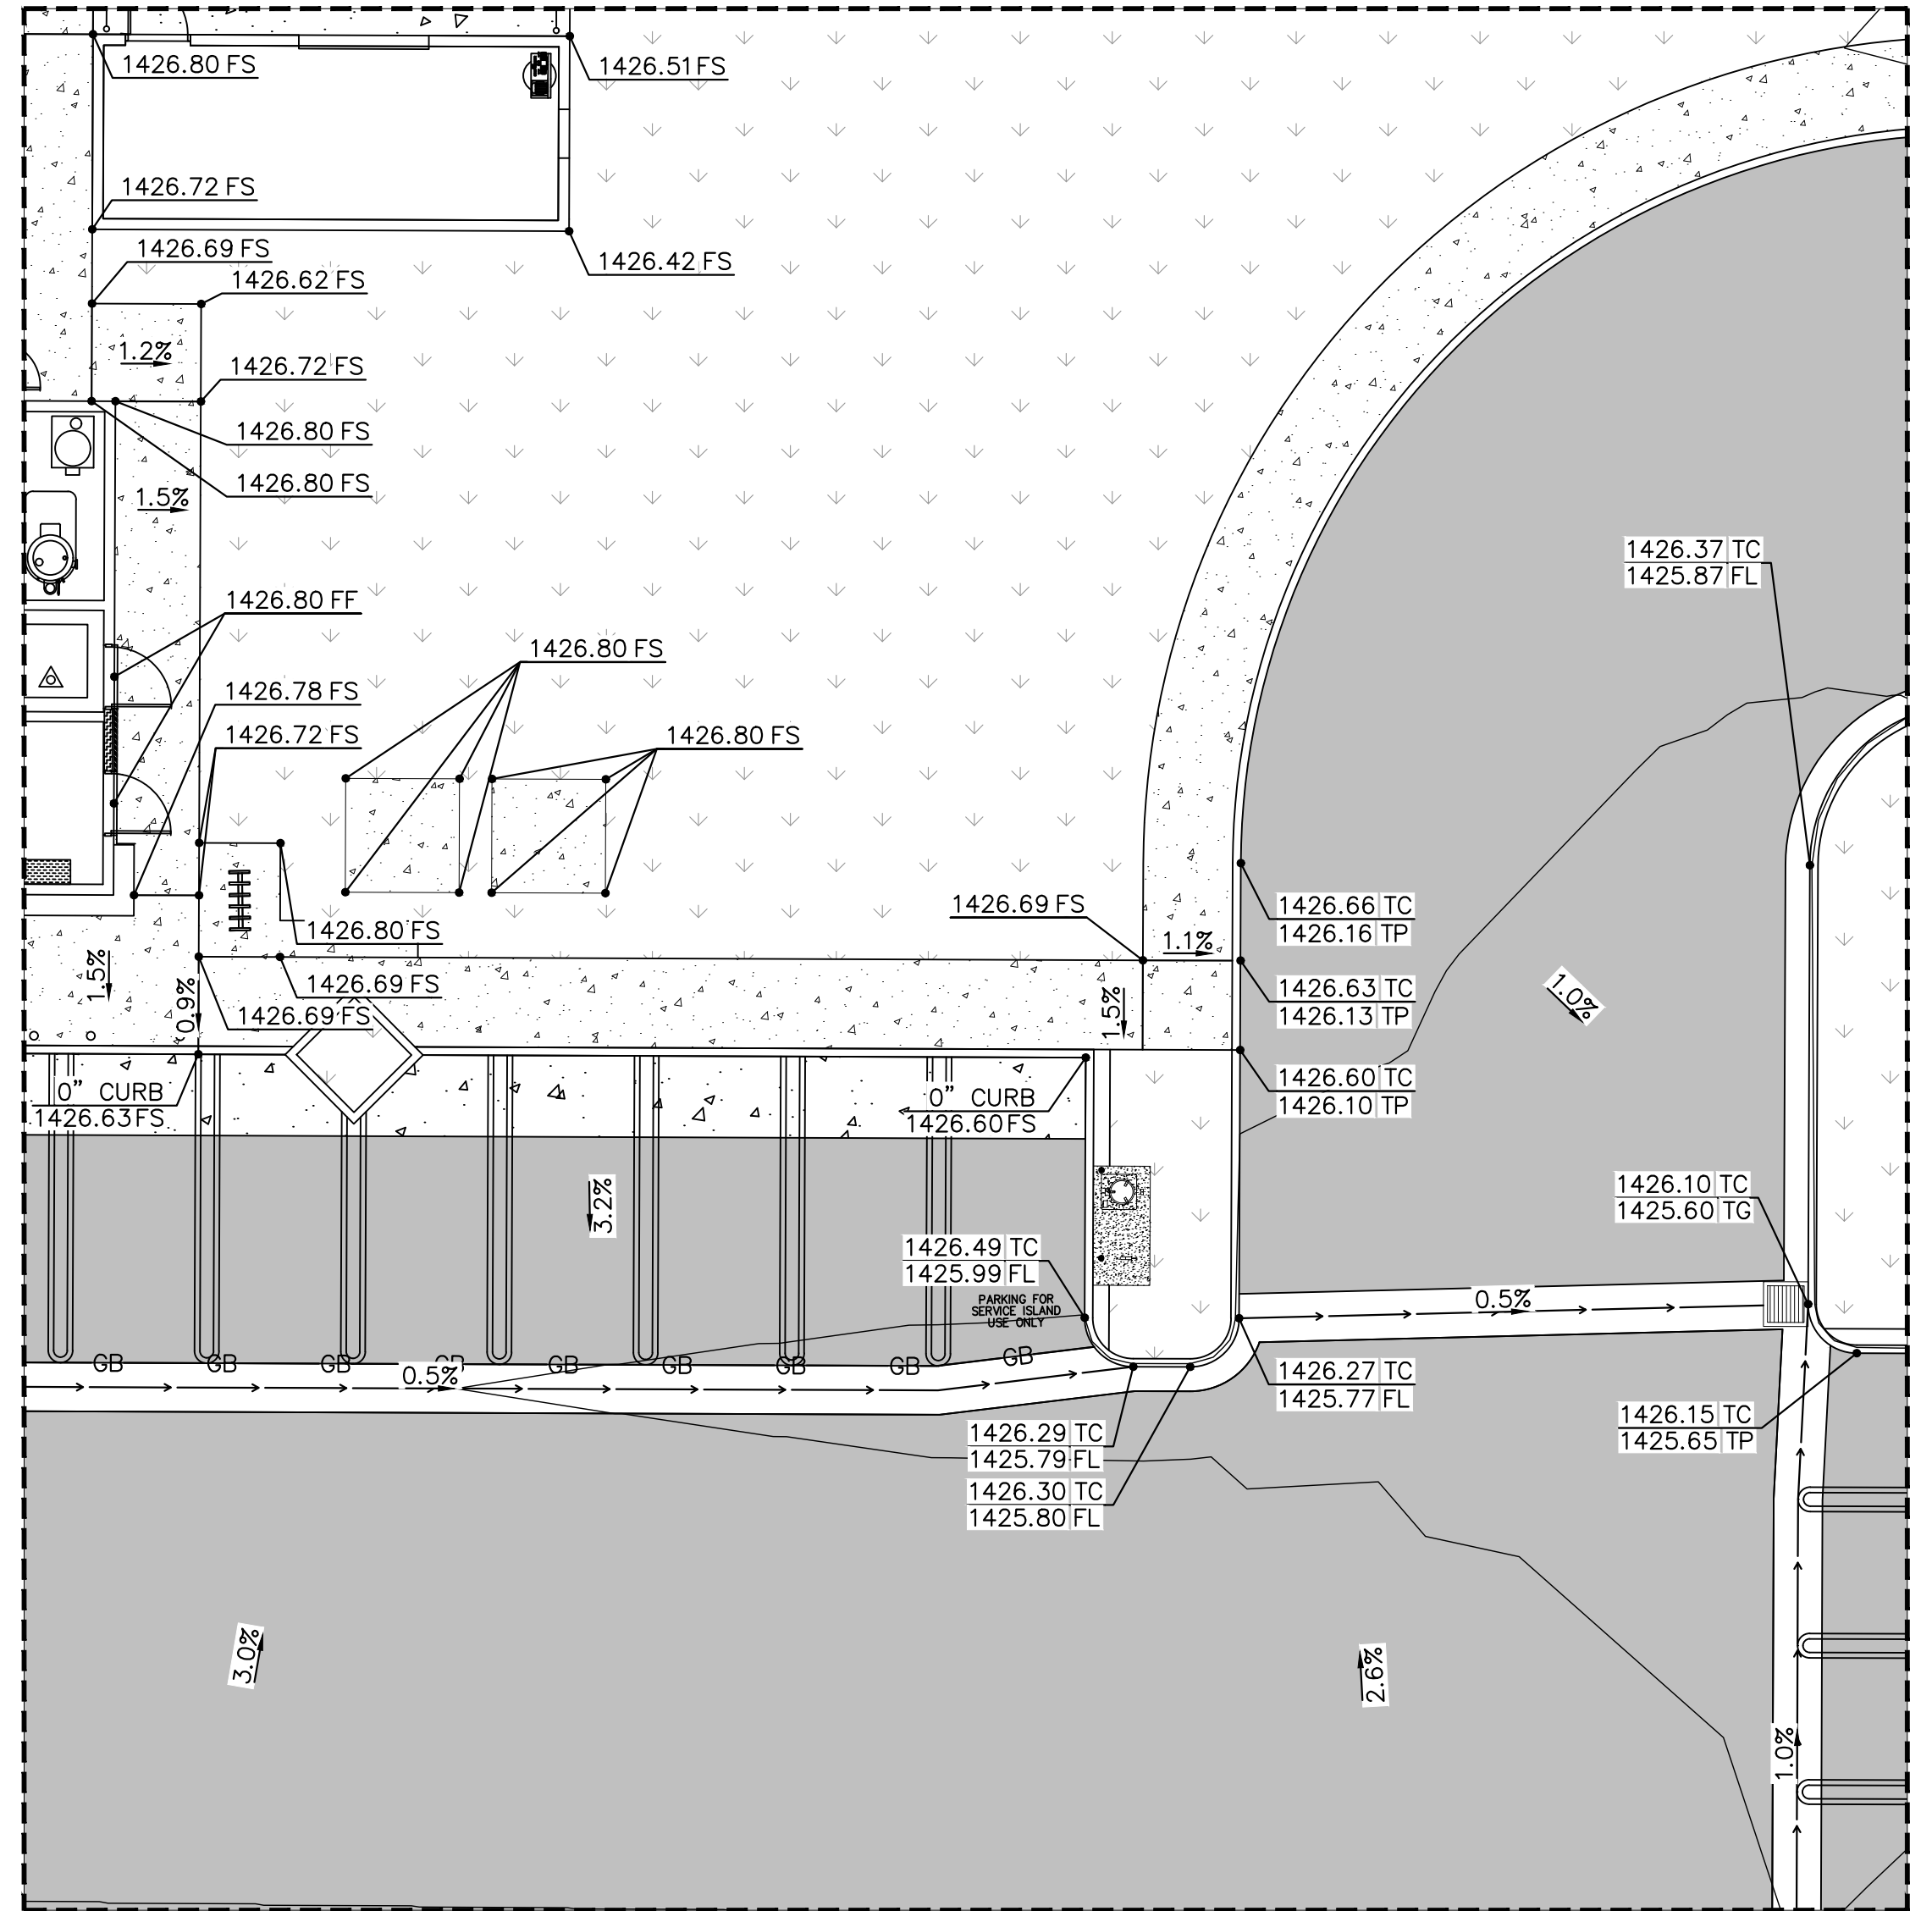 1426.80 FS
1426.51 FS
1426.72 FS
1426.42 FS
1426.69 FS
1426.62 FS
1.2%
1426.72 FS
1426.80 FS
1426.80 FS
1.5%
1426.37 TC
1425.87 FL
1426.80 FF
1426.80 FS
1426.78 FS
1426.72 FS
1426.80 FS
1426.69 FS
1426.66 TC
1426.16 TP
1426.80 FS
1.1%
1.5%
1426.69 FS
0.9%
1426.69 FS
1.5%
1426.63 TC
1426.13 TP
1.0%
0" CURB
1426.63 FS
0" CURB
1426.60 FS
1426.60 TC
1426.10 TP
3.2%
1426.10 TC
1425.60 TG
1426.49 TC
1425.99 FL
PARKING FOR
SERVICE ISLAND
USE ONLY
0.5%
GB GB GB GB GB GB GB GB GB
0.5%
1426.27 TC
1425.77 FL
1426.29 TC
1425.79 FL
1426.15 TC
1425.65 TP
1426.30 TC
1425.80 FL
3.0%
2.6%
1.0%